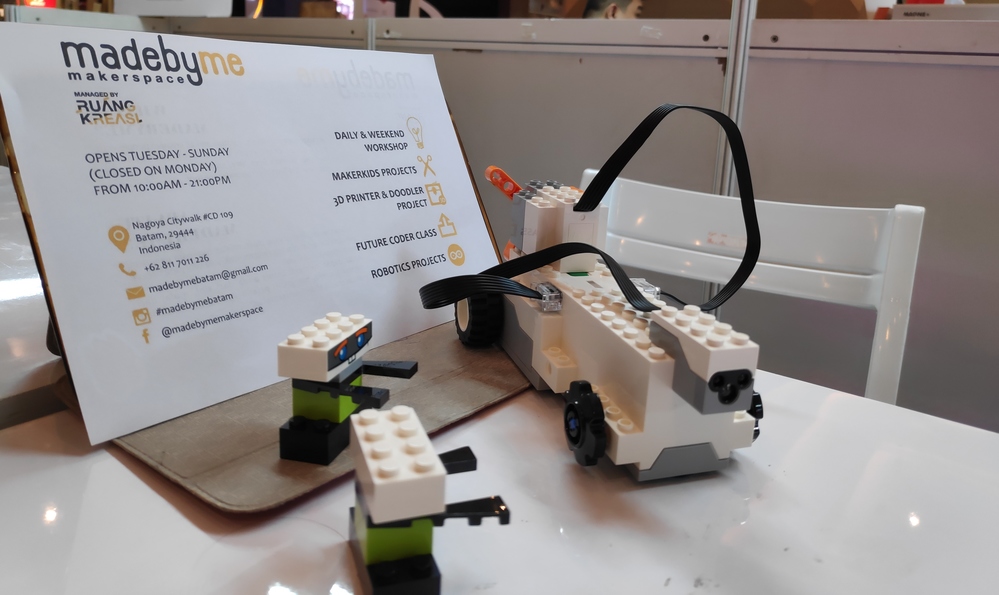 madebyme
makerspace
MANAGED BY
RUANG
KREASI
OPENS TUESDAY - SUNDAY
(CLOSED ON MONDAY)
FROM 10:00AM - 21:00PM
Nagoya Citywalk #CD 109
Batam, 29444
Indonesia
+62 811 7011 226
madebymebatam@gmail.com
#madebymebatam
@madebymemakerspace
DAILY & WEEKEND
WORKSHOP
MAKERKIDS PROJECTS
3D PRINTER & DOODLER
PROJECT
FUTURE CODER CLASS
ROBOTICS PROJECTS